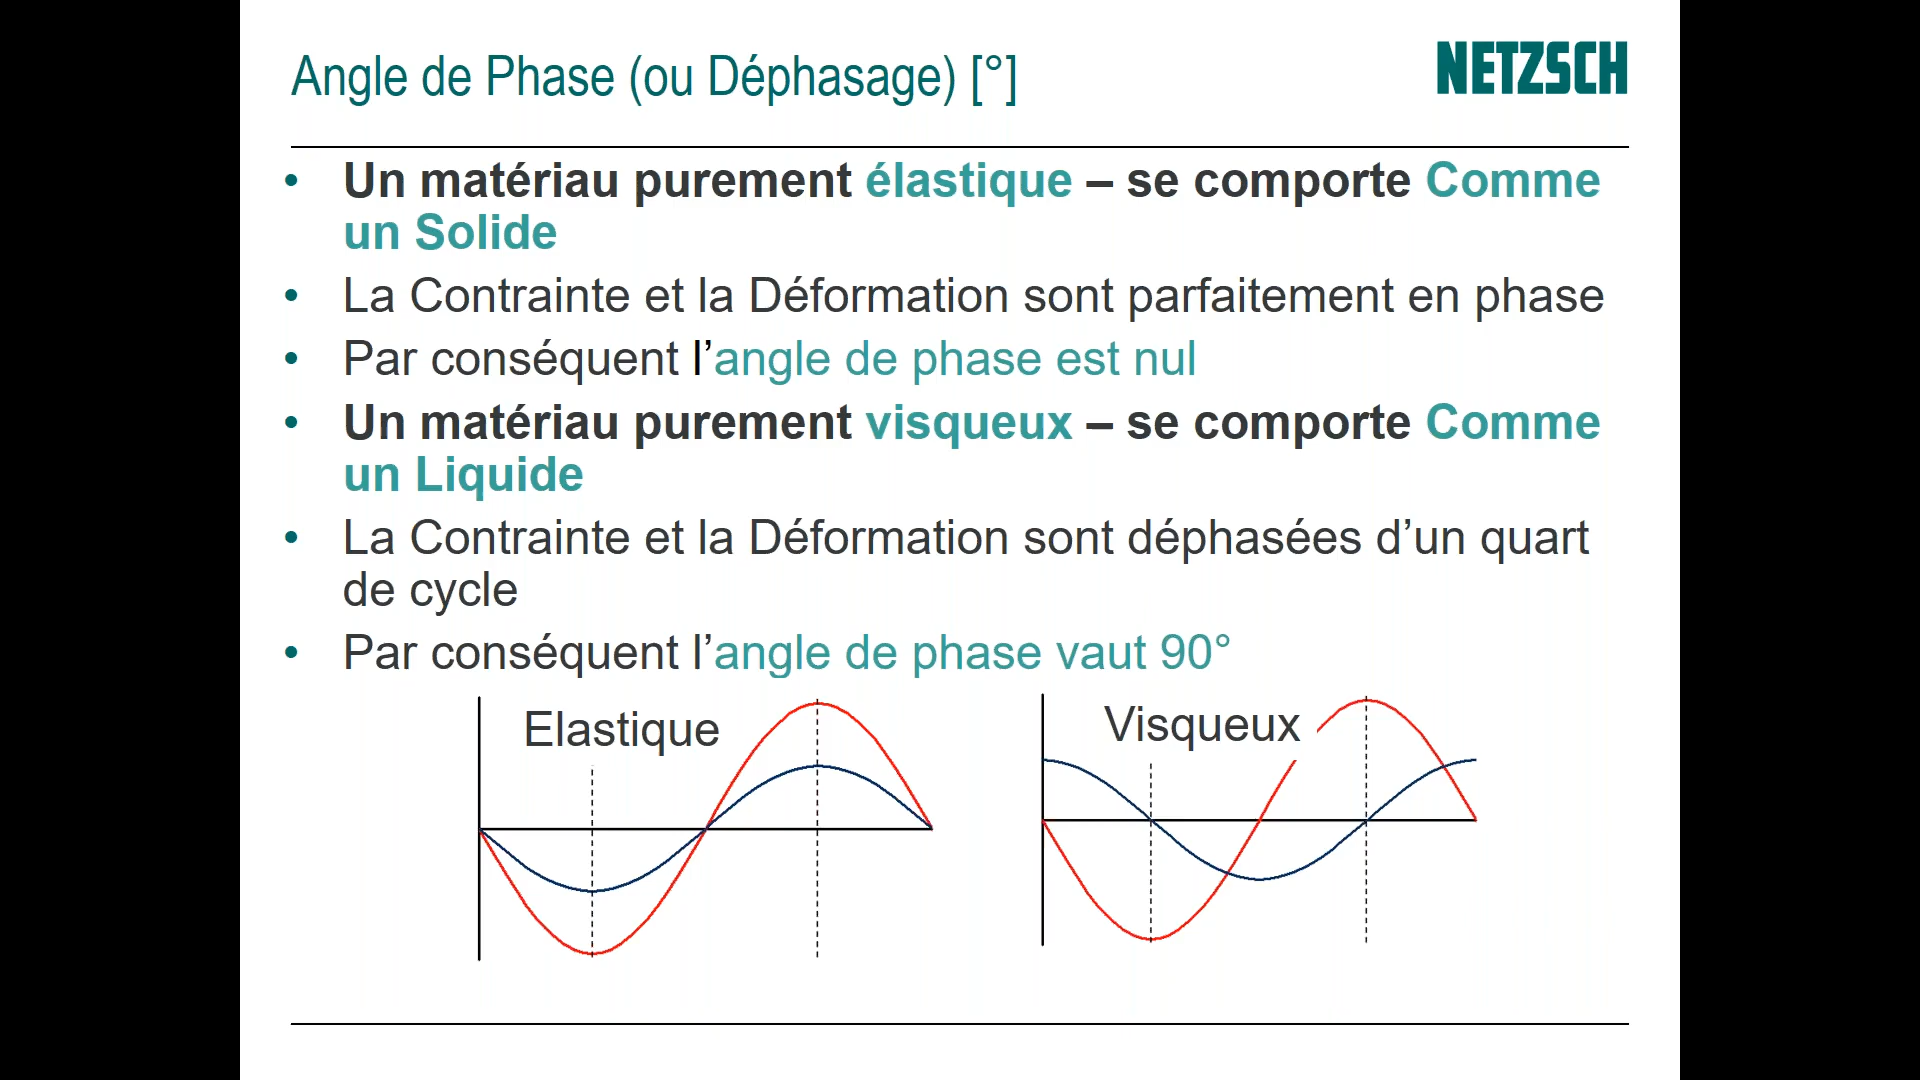 Angle de Phase (ou Déphasage) [°]
NETZSCH
• Un matériau purement élastique – se comporte Comme
un Solide
• La Contrainte et la Déformation sont parfaitement en phase
• Par conséquent l’angle de phase est nul
• Un matériau purement visqueux – se comporte Comme
un Liquide
• La Contrainte et la Déformation sont déphasées d’un quart
de cycle
• Par conséquent l’angle de phase vaut 90°
Elastique
Visqueux